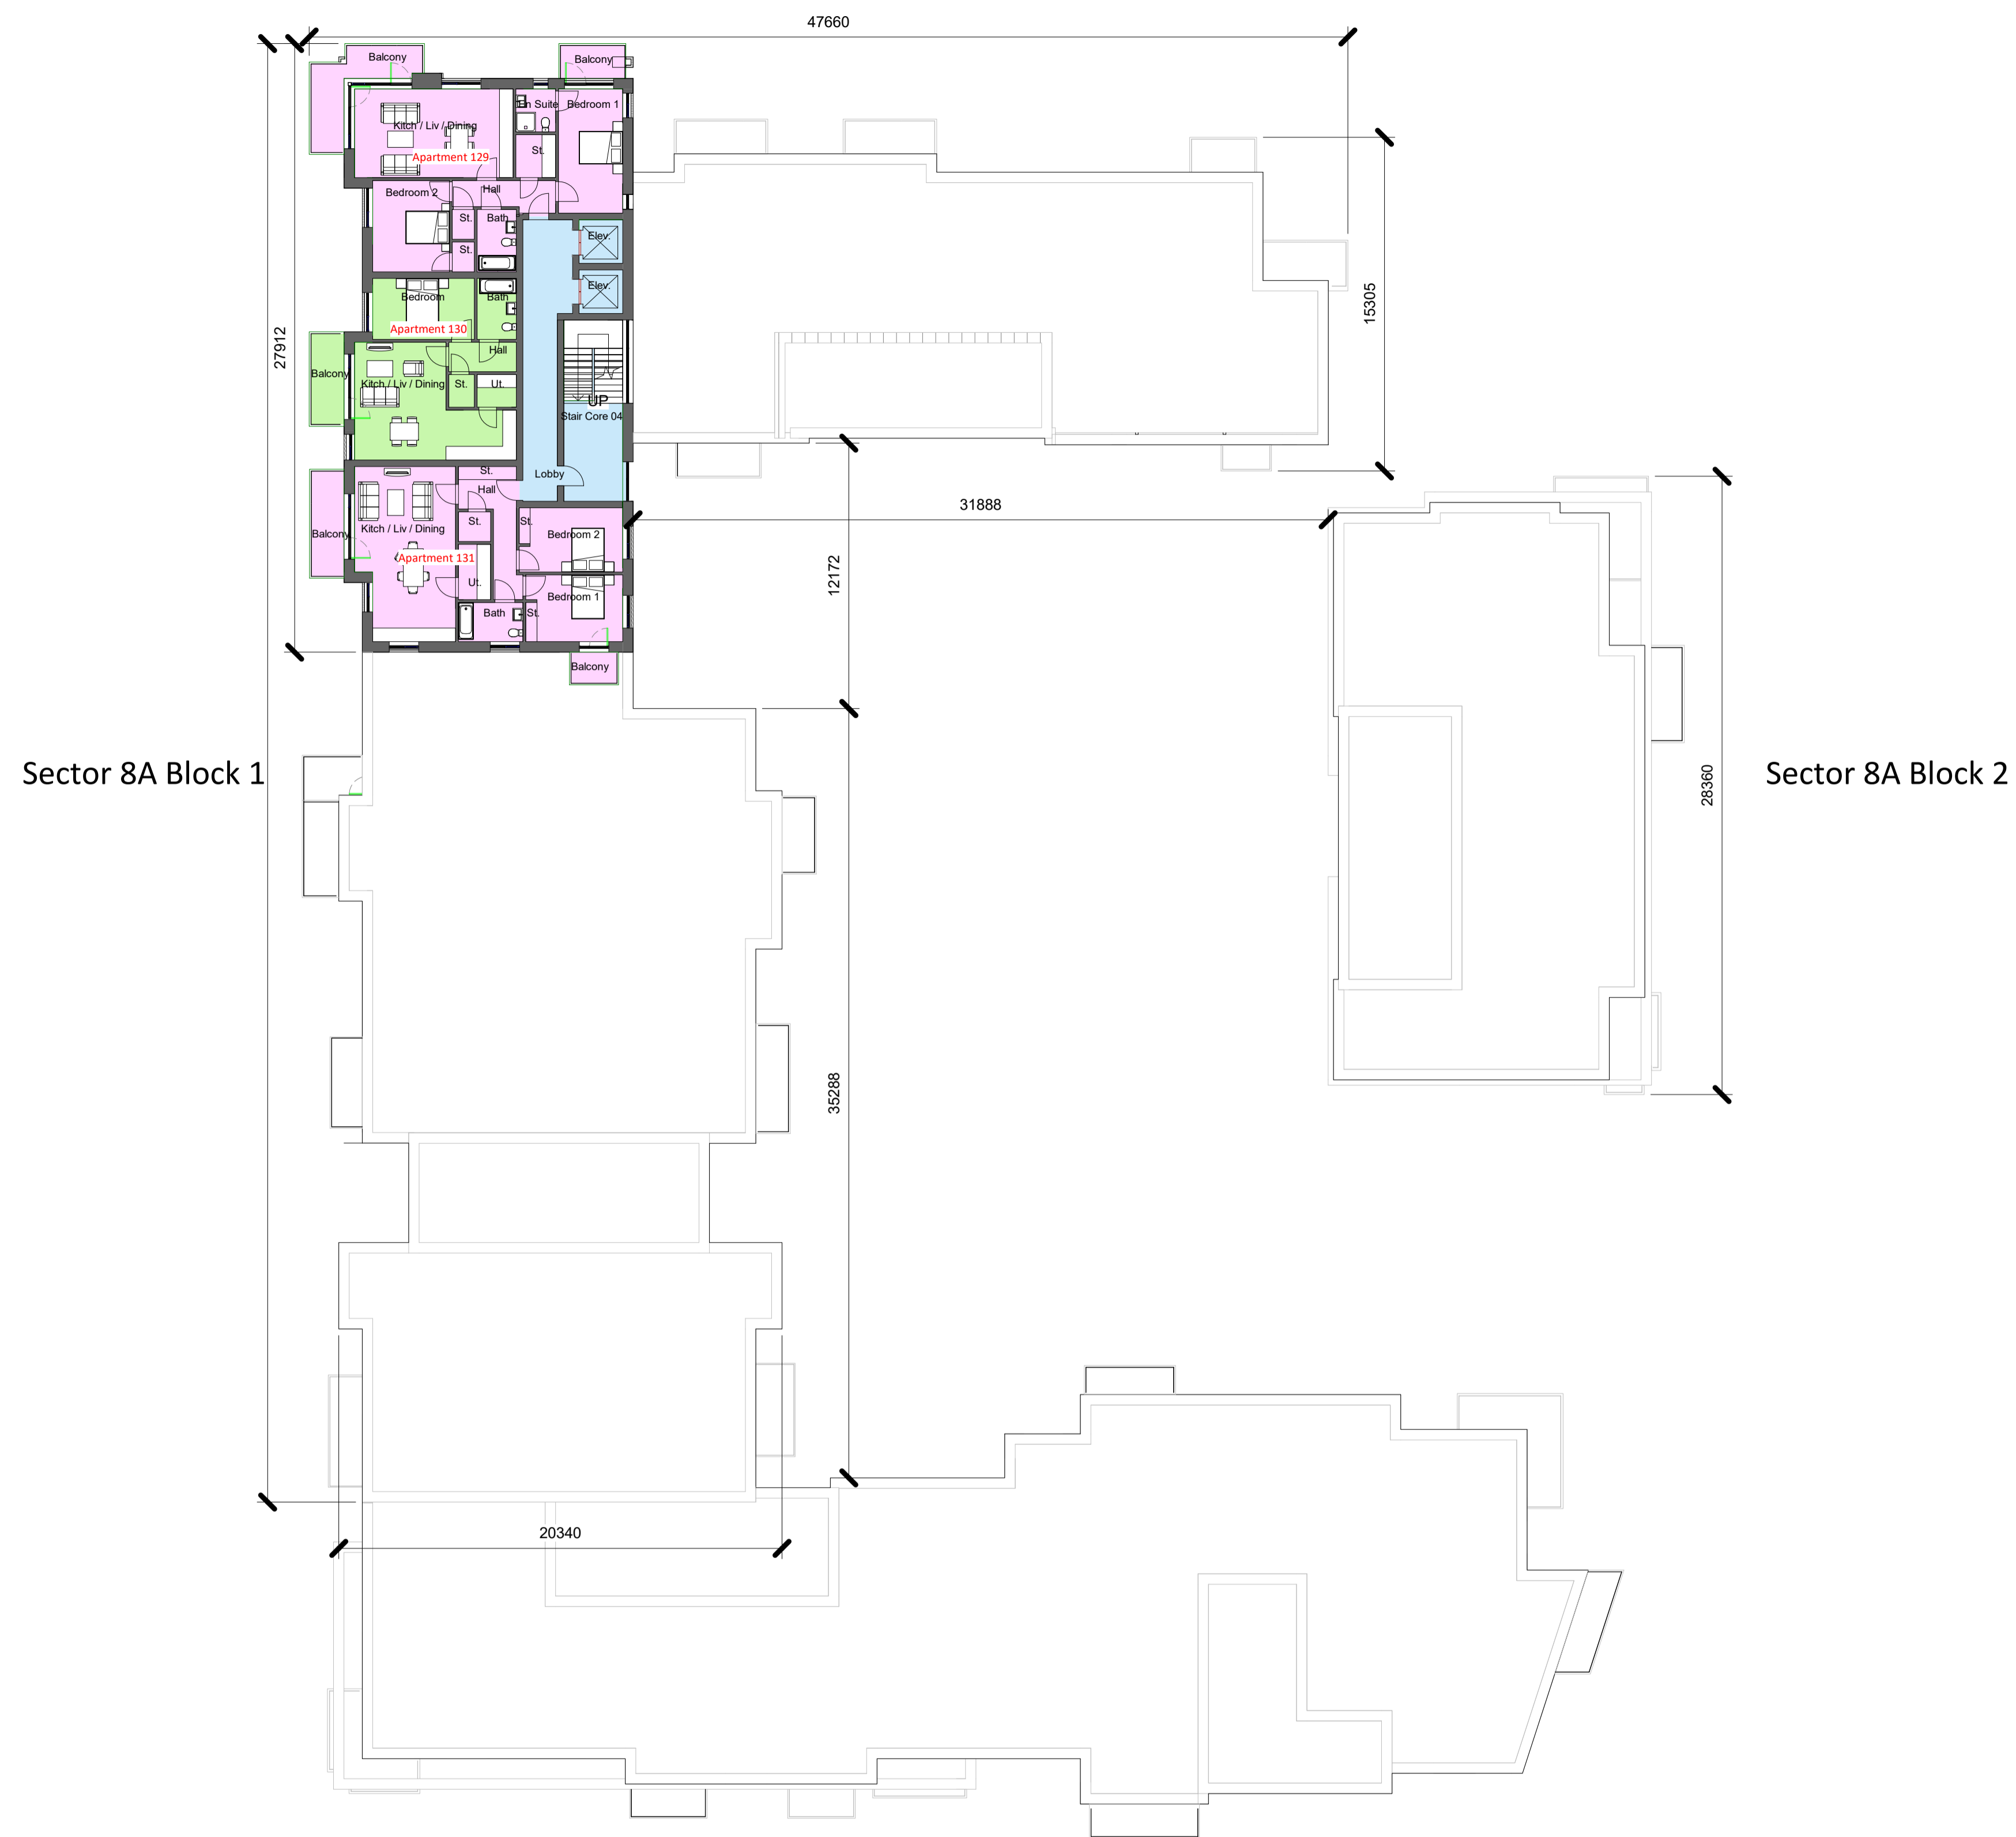 47660
Balcony
Balcony
En Suite
Bedroom 1
Kitch / Liv / Dining
St.
Apartment 129
Hall
Bedroom 2
St.
Bath
St.
Elev.
Elev.
Bedroom
Bath
Apartment 130
Hall
Balcony
Kitch / Liv / Dining
St.
Ut.
UP
Stair Core 04
Lobby
St.
Hall
St.
St.
Kitch / Liv / Dining
Balcony
Bedroom 2
Apartment 131
Ut.
Bedroom 1
Bath
St.
Balcony
27912
15305
31888
12172
28360
Sector 8A Block 1
Sector 8A Block 2
35288
20340